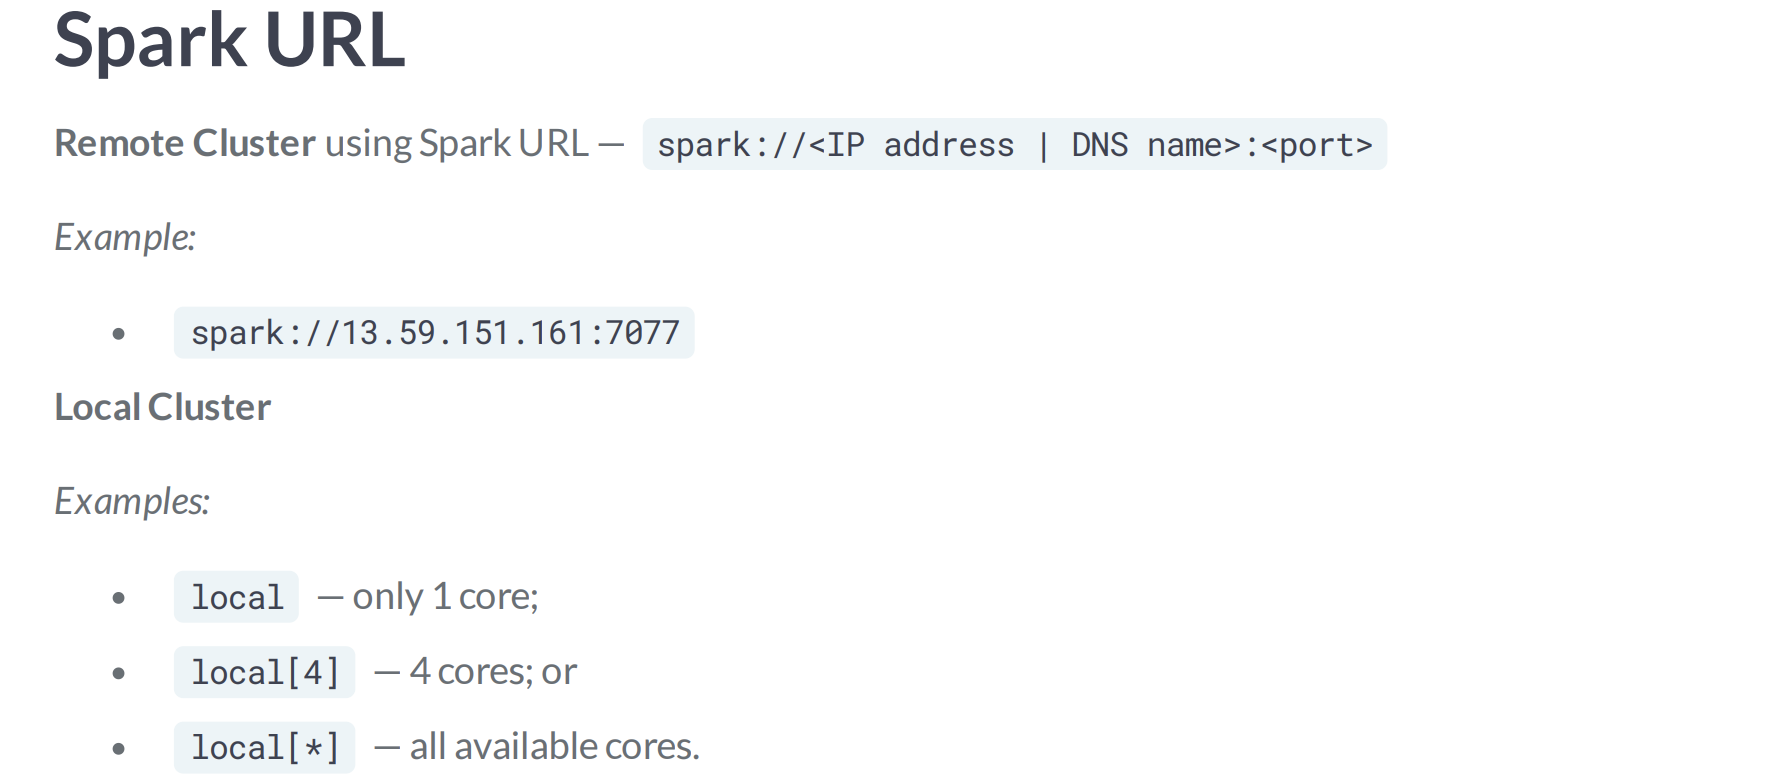 Spark URL
Remote Cluster using Spark URL — spark://<IP address | DNS name>:<port>
Example:
• spark://13.59.151.161:7077
Local Cluster
Examples:
• local — only 1 core;
• local[4] — 4 cores; or
• local[*] — all available cores.